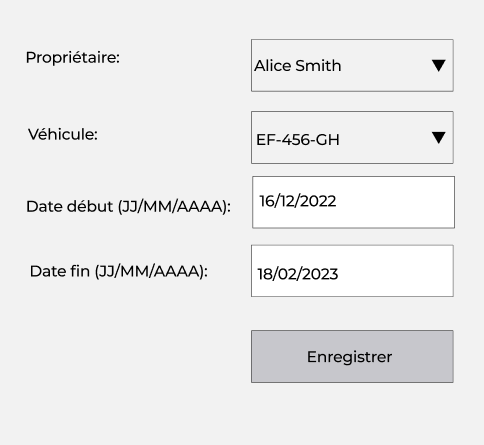 Propriétaire:
Alice Smith
Véhicule:
EF-456-GH
Date début (JJ/MM/AAAA):
16/12/2022
Date fin (JJ/MM/AAAA):
18/02/2023
Enregistrer